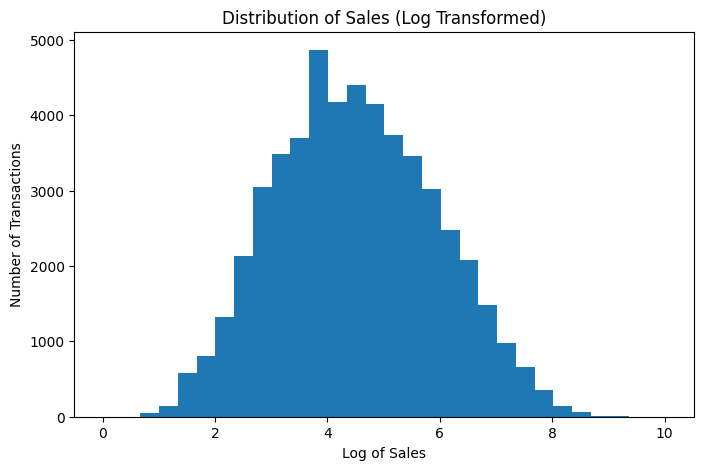 Distribution of Sales (Log Transformed)
5000
4000
3000
2000
1000
0
Number of Transactions
0 2 4 6 8 10
Log of Sales